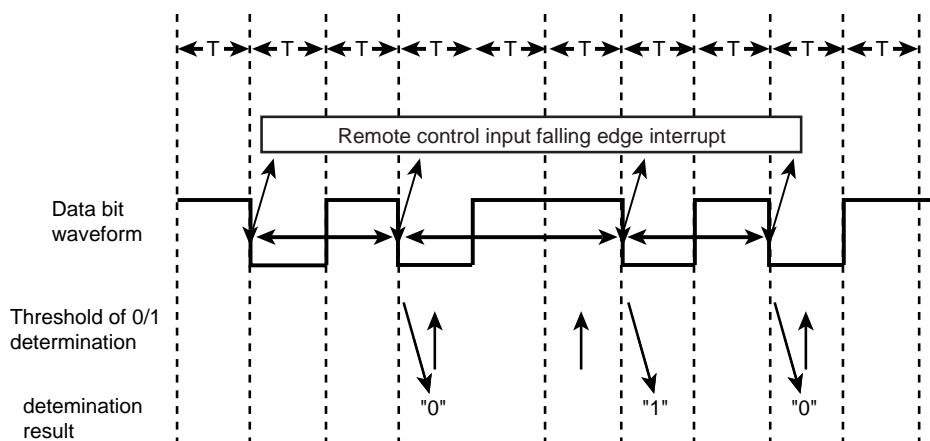 T T T T T T T T T T
Remote control input falling edge interrupt
Data bit
waveform
Threshold of 0/1
determination
"0" "1" "0"
detemination
result